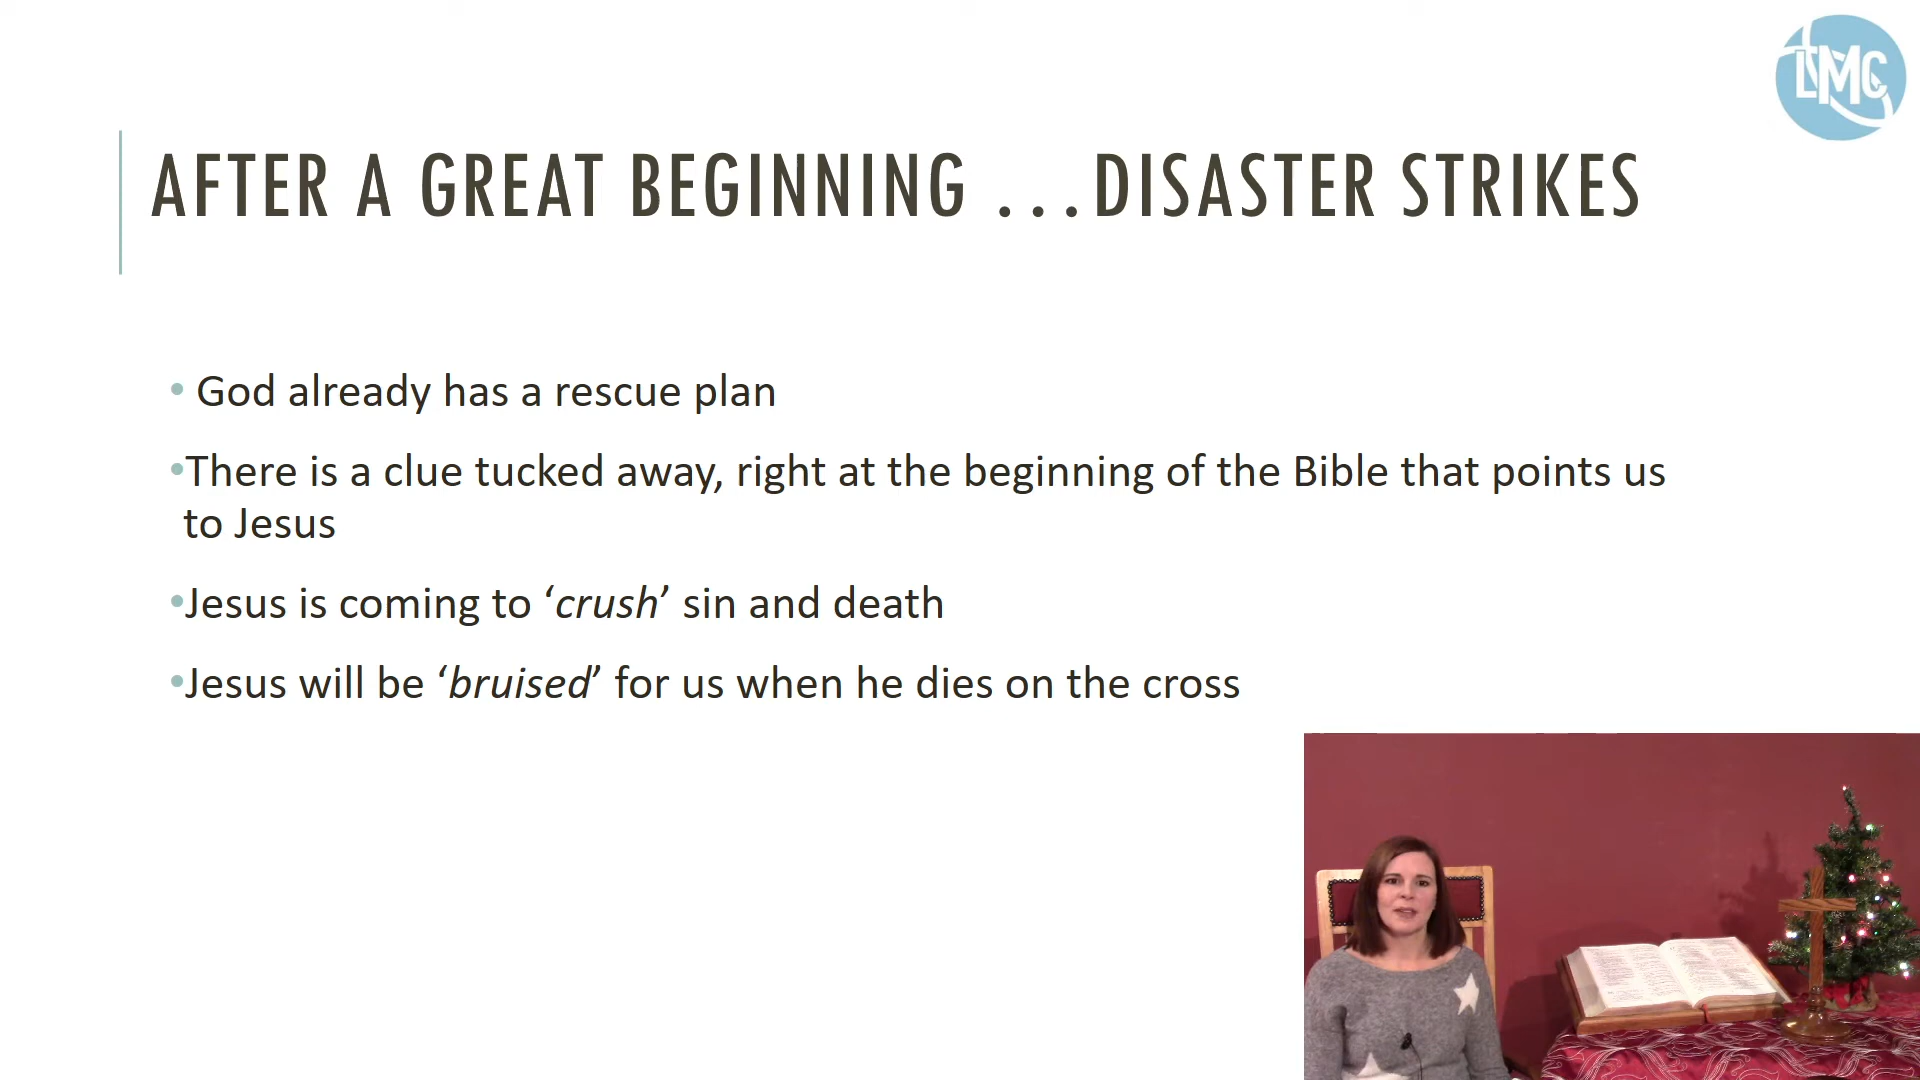 LMC
AFTER A GREAT BEGINNING ...DISASTER STRIKES
• God already has a rescue plan
•There is a clue tucked away, right at the beginning of the Bible that points us
to Jesus
•Jesus is coming to ‘crush’ sin and death
•Jesus will be ‘bruised’ for us when he dies on the cross